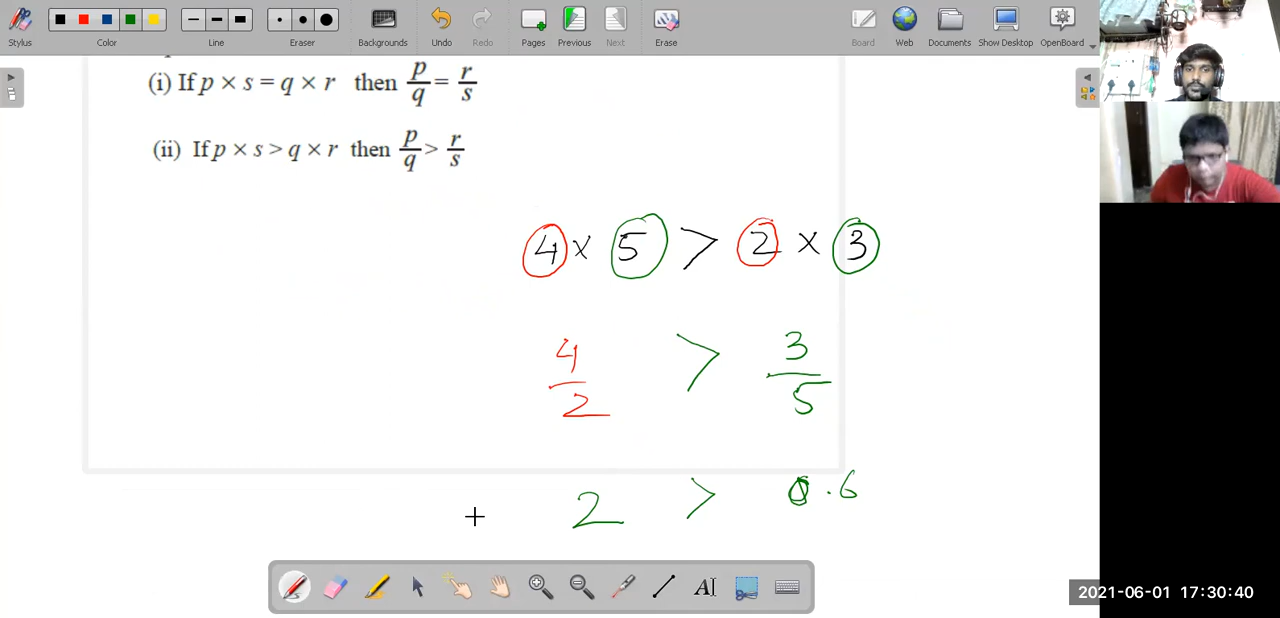 Stylus
Color
Line
Eraser
Backgrounds
Undo
Redo
Pages
Previous
Next
Erase
Board
Web
Documents
Show Desktop
OpenBoard
(i) If p × s = q × r then p/q = r/s
(ii) If p × s > q × r then p/q > r/s
4 × 5 > 2 × 3
4/2 > 3/5
2 > 0.6
2021-06-01 17:30:40